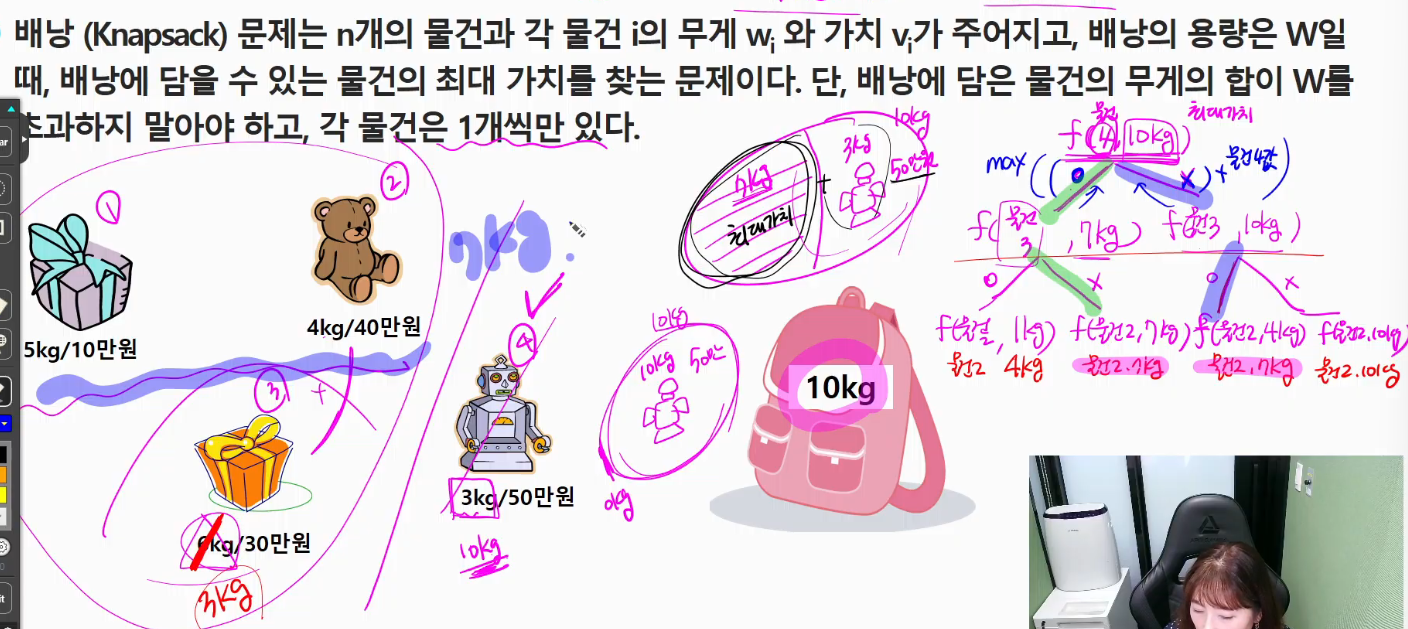 배낭 (Knapsack) 문제는 n개의 물건과 각 물건 i의 무게 wi 와 가치 vi가 주어지고, 배낭의 용량은 W일
때, 배낭에 담을 수 있는 물건의 최대 가치를 찾는 문제이다. 단, 배낭에 담은 물건의 무게의 합이 W를
초과하지 말아야 하고, 각 물건은 1개씩만 있다.
물건 최대가치
f(4, 10kg)
max(( O X ) + 물건4값)
f(물건3, 7kg) f(물건3, 10kg)
O X O X
f(물건2, 1kg) f(물건2, 7kg) f(물건2, 4kg) f(물건2, 10kg)
물건2 4kg 물건2. 7kg 물건2, 7kg 물건2. 10kg
10kg
7kg + 3kg 50만원
최대가치
1
5kg/10만원
2
4kg/40만원
7kg
3 +
6kg/30만원
3kg
4
3kg/50만원
10kg
10kg
10kg 50만
0kg
10kg